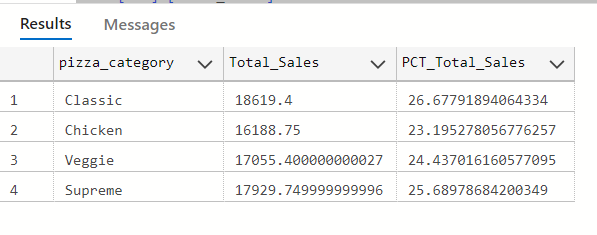 Results Messages
pizza_category Total_Sales PCT_Total_Sales
1 Classic 18619.4 26.67791894064334
2 Chicken 16188.75 23.195278056776257
3 Veggie 17055.400000000027 24.437016160577095
4 Supreme 17929.749999999996 25.68978684200349